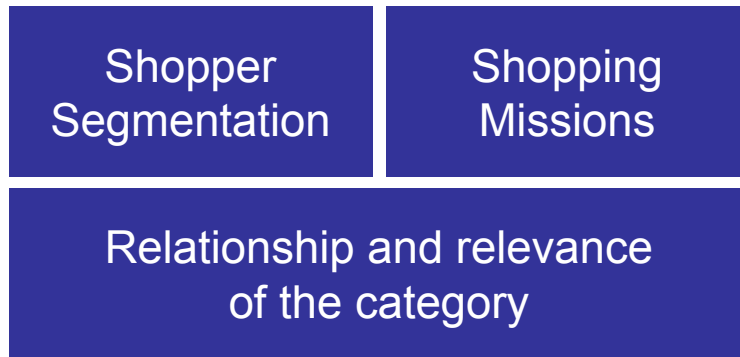 Shopper
Segmentation
Shopping
Missions
Relationship and relevance
of the category